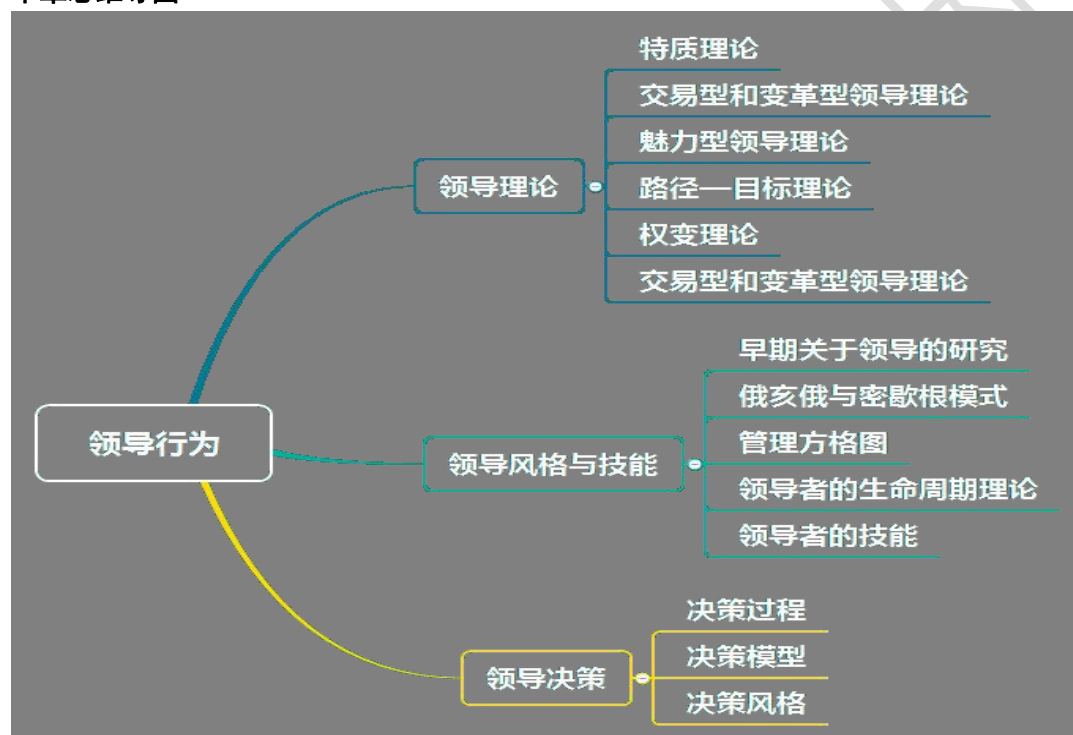 特质理论
交易型和变革型领导理论
魅力型领导理论
领导理论
路径—目标理论
权变理论
交易型和变革型领导理论
早期关于领导的研究
俄亥俄与密歇根模式
领导行为
管理方格图
领导风格与技能
领导者的生命周期理论
领导者的技能
决策过程
决策模型
领导决策
决策风格